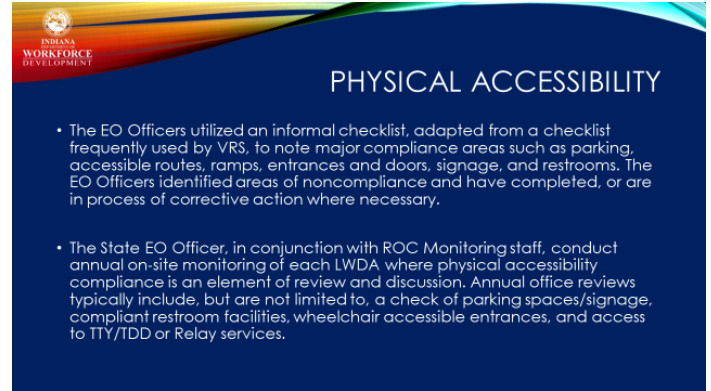 INDIANA
DEPARTMENT OF
WORKFORCE
DEVELOPMENT
PHYSICAL ACCESSIBILITY
• The EO Officers utilized an informal checklist, adapted from a checklist
frequently used by VRS, to note major compliance areas such as parking,
accessible routes, ramps, entrances and doors, signage, and restrooms. The
EO Officers identified areas of noncompliance and have completed, or are
in process of corrective action where necessary.
• The State EO Officer, in conjunction with ROC Monitoring staff, conduct
annual on-site monitoring of each LWDA where physical accessibility
compliance is an element of review and discussion. Annual office reviews
typically include, but are not limited to, a check of parking spaces/signage,
compliant restroom facilities, wheelchair accessible entrances, and access
to TTY/TDD or Relay services.